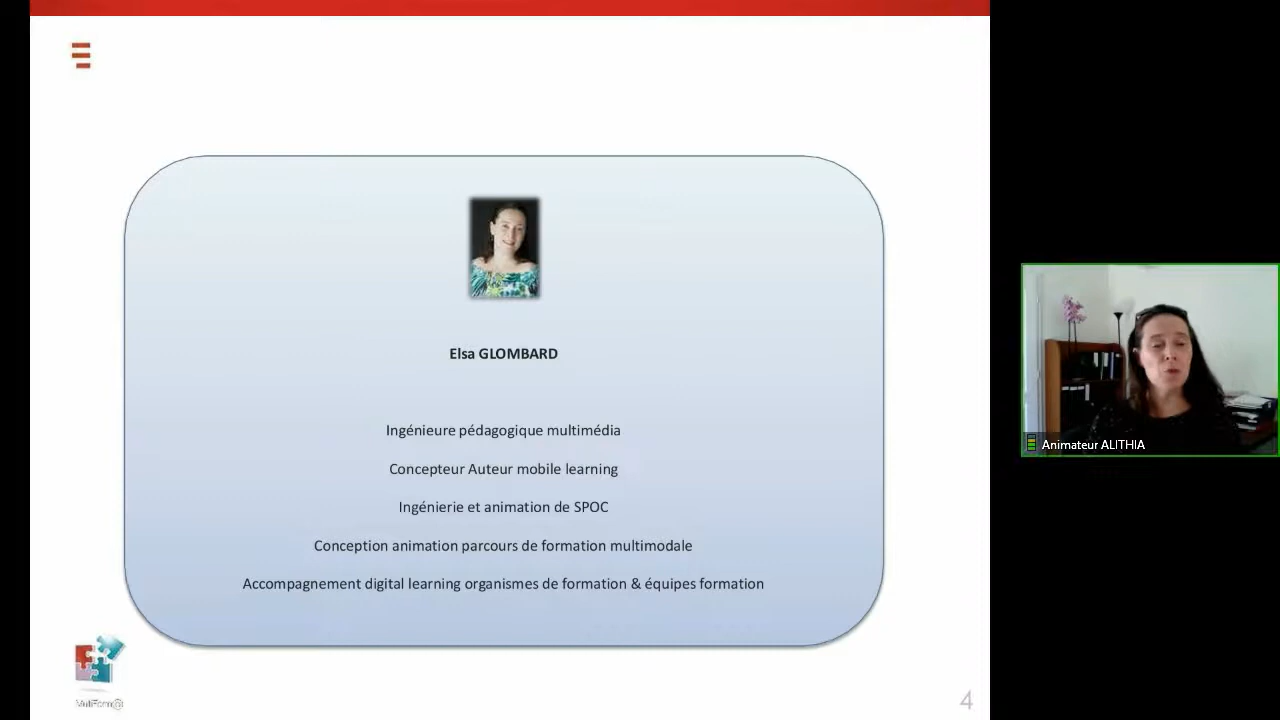 Elsa GLOMBARD
Ingénieure pédagogique multimédia
Concepteur Auteur mobile learning
Ingénierie et animation de SPOC
Conception animation parcours de formation multimodale
Accompagnement digital learning organismes de formation & équipes formation
Animateur ALITHIA
MultiForm@
4